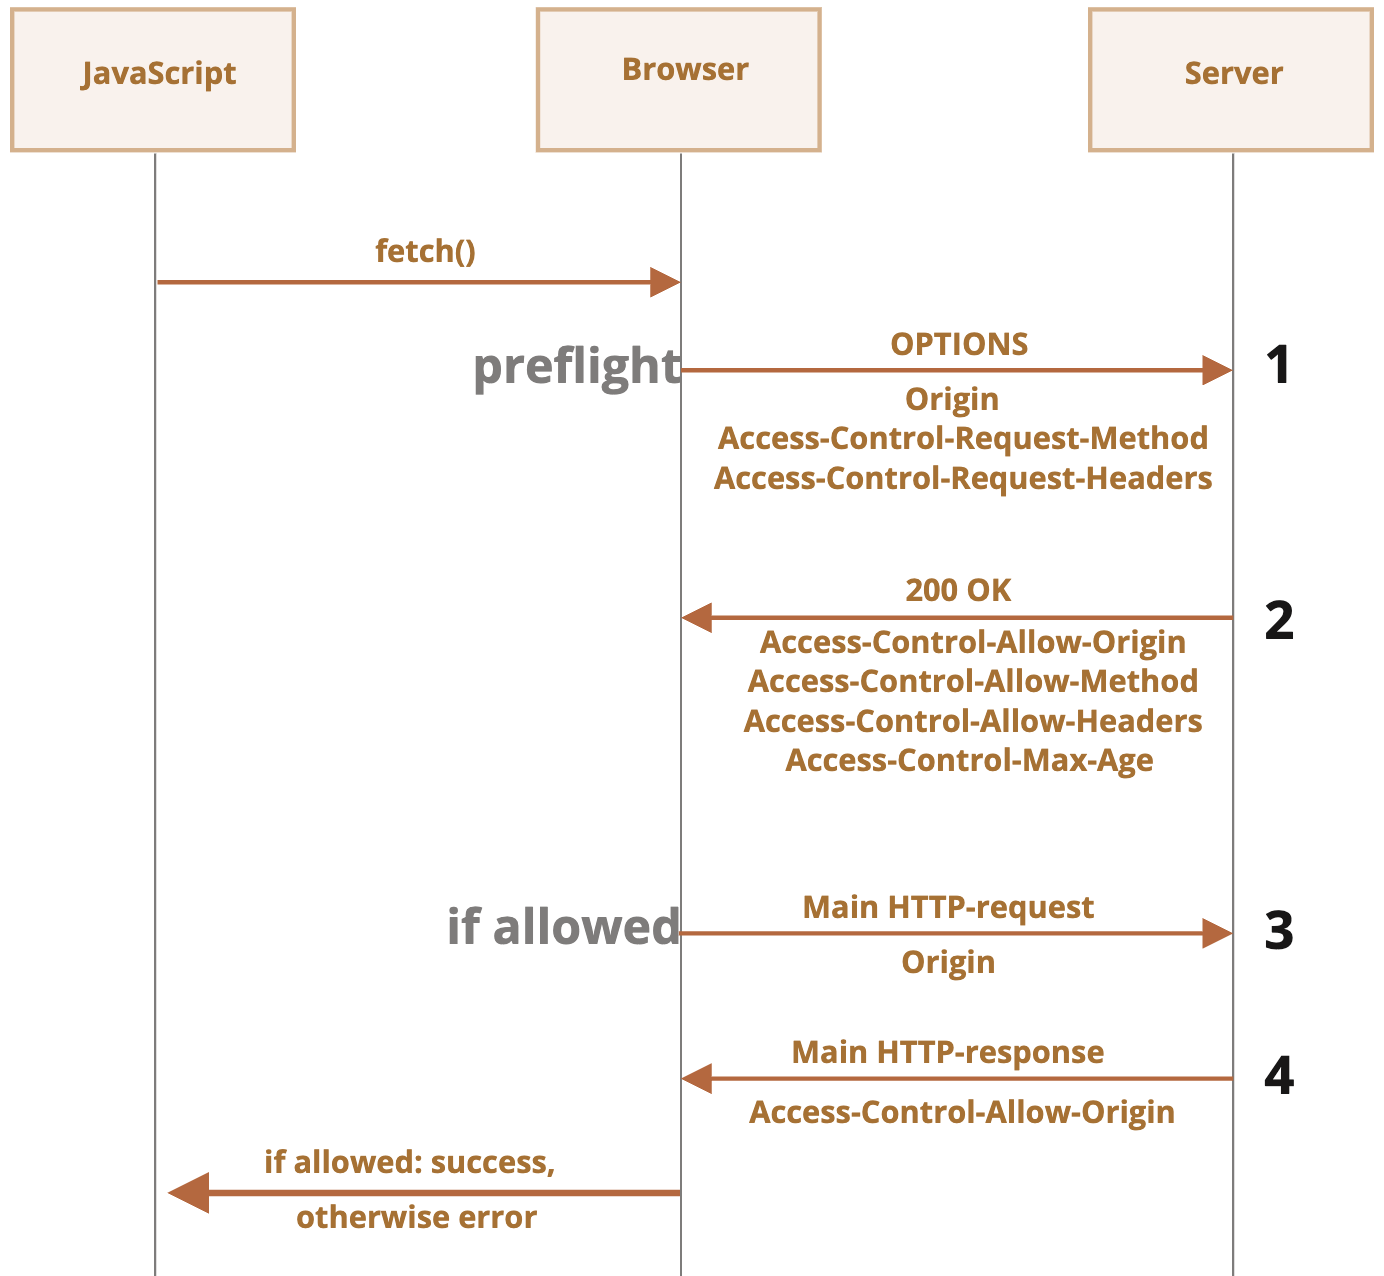 JavaScript
Browser
Server
fetch()
preflight
OPTIONS
1
Origin
Access-Control-Request-Method
Access-Control-Request-Headers
200 OK
2
Access-Control-Allow-Origin
Access-Control-Allow-Method
Access-Control-Allow-Headers
Access-Control-Max-Age
if allowed
Main HTTP-request
3
Origin
Main HTTP-response
4
Access-Control-Allow-Origin
if allowed: success,
otherwise error